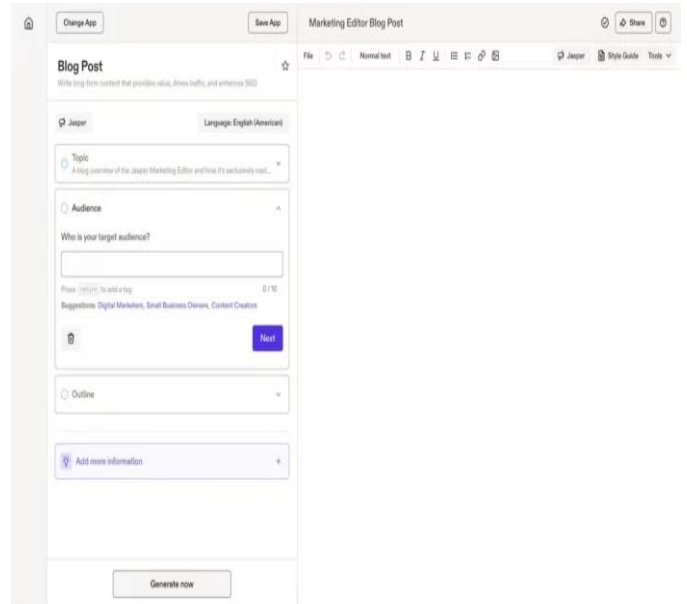 Change App
Save App
Blog Post
Write long-form content that provides value, drives traffic, and enhances SEO
Jasper
Language: English (American)
Topic
A blog overview of the Jasper Marketing Editor and how it's exclusively mad...
Audience
Who is your target audience?
Press return to add a tag
0 / 10
Suggestions: Digital Marketers, Small Business Owners, Content Creators
Next
Outline
Add more information
Generate now
Marketing Editor Blog Post
Share
File
Normal text
B I U
Jasper
Style Guide
Tools